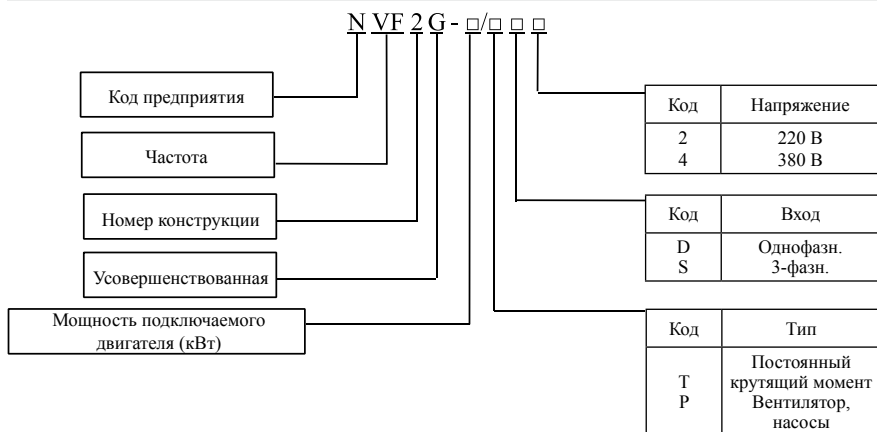 N VF 2 G - □/□ □ □
Код предприятия
Частота
Номер конструкции
Усовершенствованная
Мощность подключаемого
двигателя (кВт)
Код Напряжение
2 220 В
4 380 В
Код Вход
D Однофазн.
S 3-фазн.
Код Тип
T Постоянный
крутящий момент
P Вентилятор,
насосы